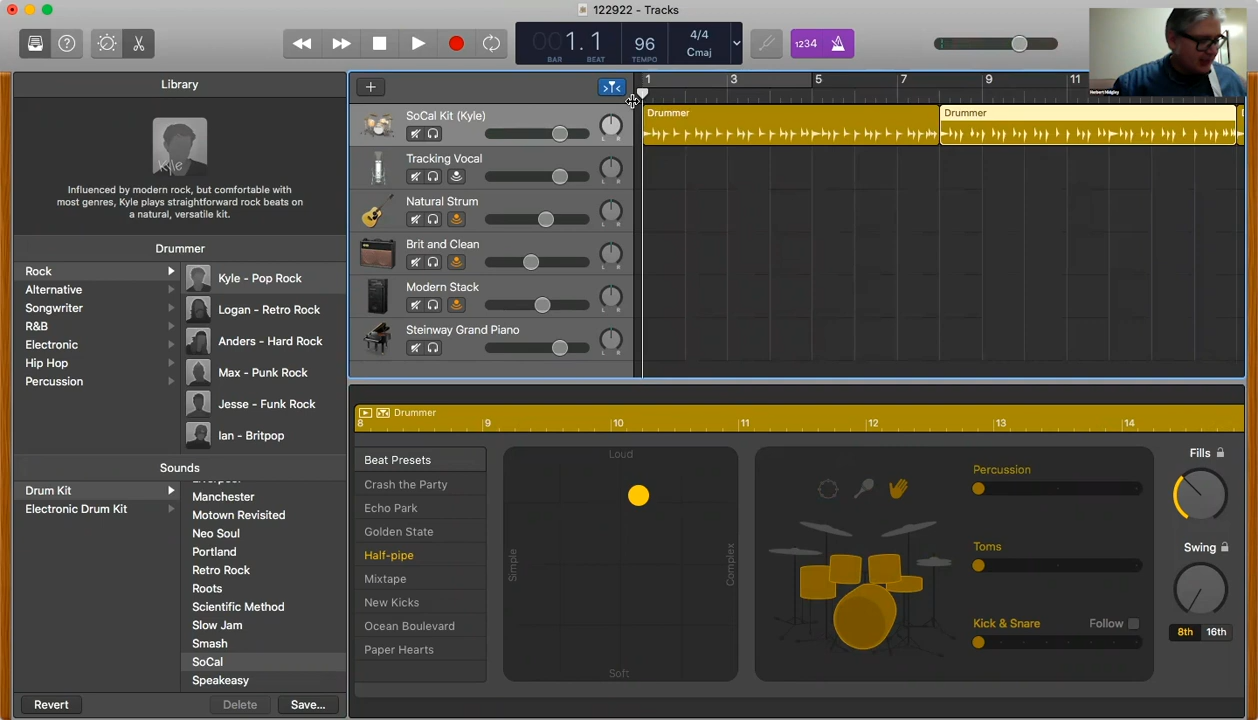 122922 - Tracks
001.1
BAR
BEAT
96
TEMPO
4/4
Cmaj
1234
Norbert Hidgley
Library
Kyle
Influenced by modern rock, but comfortable with
most genres, Kyle plays straightforward rock beats on
a natural, versatile kit.
Drummer
Rock
Alternative
Songwriter
R&B
Electronic
Hip Hop
Percussion
Kyle - Pop Rock
Logan - Retro Rock
Anders - Hard Rock
Max - Punk Rock
Jesse - Funk Rock
Ian - Britpop
Sounds
Drum Kit
Electronic Drum Kit
Liverpool
Manchester
Motown Revisited
Neo Soul
Portland
Retro Rock
Roots
Scientific Method
Slow Jam
Smash
SoCal
Speakeasy
Revert
Delete
Save...
1 3 5 7 9 11
SoCal Kit (Kyle)
L R
Tracking Vocal
L R
Natural Strum
L R
Brit and Clean
L R
Modern Stack
L R
Steinway Grand Piano
L R
Drummer
Drummer
Drummer
8 9 10 11 12 13 14
Beat Presets
Crash the Party
Echo Park
Golden State
Half-pipe
Mixtape
New Kicks
Ocean Boulevard
Paper Hearts
Loud
Simple
Complex
Soft
Percussion
Toms
Kick & Snare
Follow
Fills
Swing
8th 16th